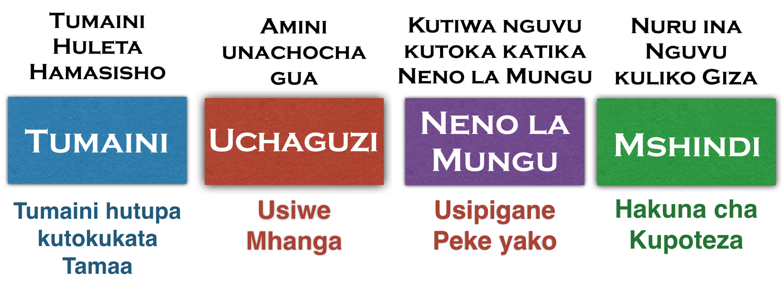 Tumaini
Huleta
Hamasisho
Tumaini
Tumaini hutupa
kutokukata
Tamaa
Amini
unachocha
gua
Uchaguzi
Usiwe
Mhanga
Kutiwa nguvu
kutoka katika
Neno la Mungu
Neno la
Mungu
Usipigane
Peke yako
Nuru ina
Nguvu
kuliko Giza
Mshindi
Hakuna cha
Kupoteza